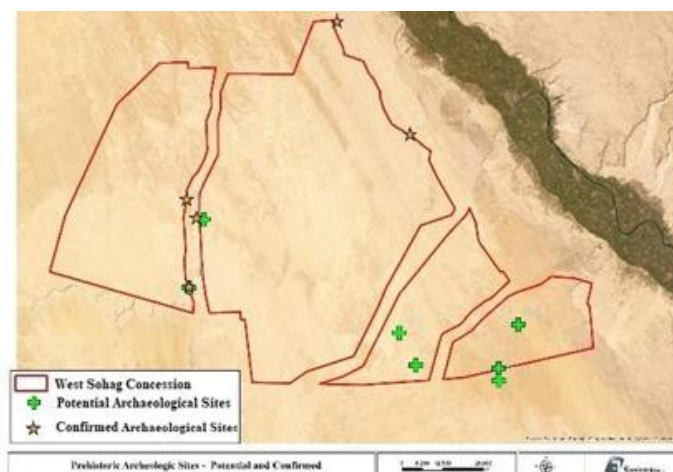 West Sohag Concession
Potential Archaeological Sites
Confirmed Archaeological Sites
Prehistoric Archeologic Sites - Potential and Confirmed